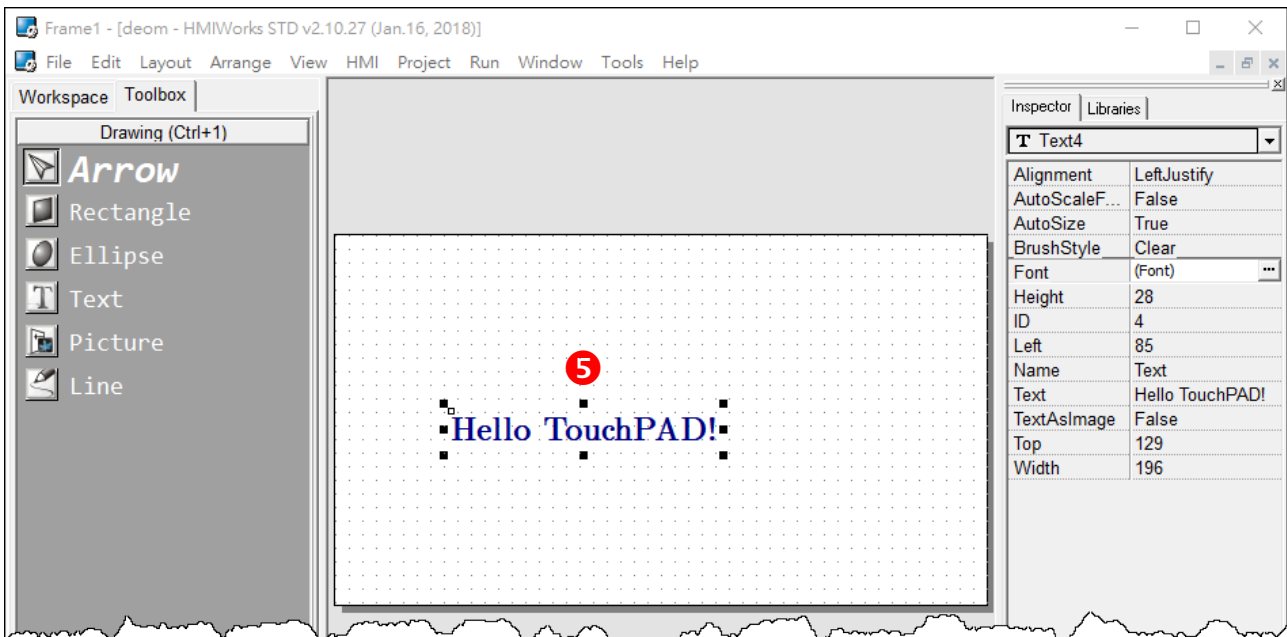 Frame1 - [deom - HMIWorks STD v2.10.27 (Jan.16, 2018)]
File Edit Layout Arrange View HMI Project Run Window Tools Help
Workspace Toolbox
Drawing (Ctrl+1)
Arrow
Rectangle
Ellipse
Text
Picture
Line
5
Hello TouchPAD!
Inspector Libraries
T Text4
Alignment LeftJustify
AutoScaleF... False
AutoSize True
BrushStyle Clear
Font (Font) ...
Height 28
ID 4
Left 85
Name Text
Text Hello TouchPAD!
TextAsImage False
Top 129
Width 196